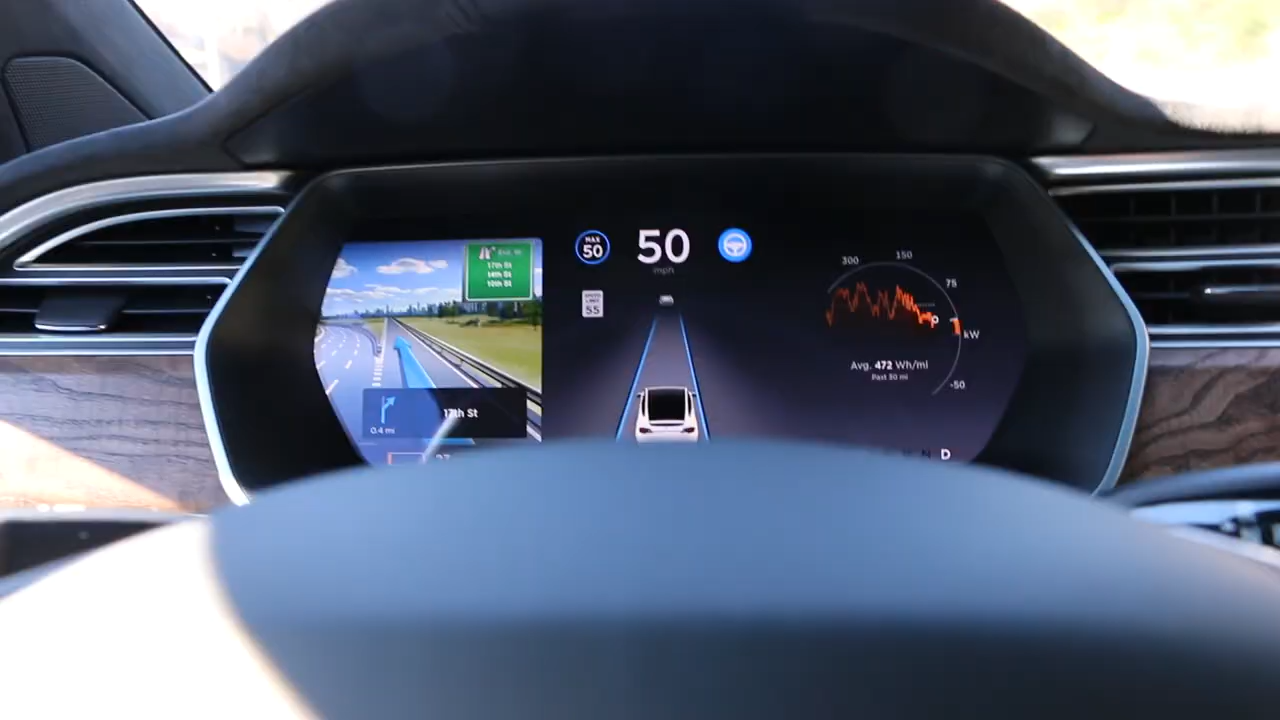 17th St
14th St
10th St
17th St
0.4 mi
MAX
50
50
mph
SPEED
LIMIT
55
300
150
75
kW
-50
Avg. 472 Wh/mi
Past 30 mi
N D